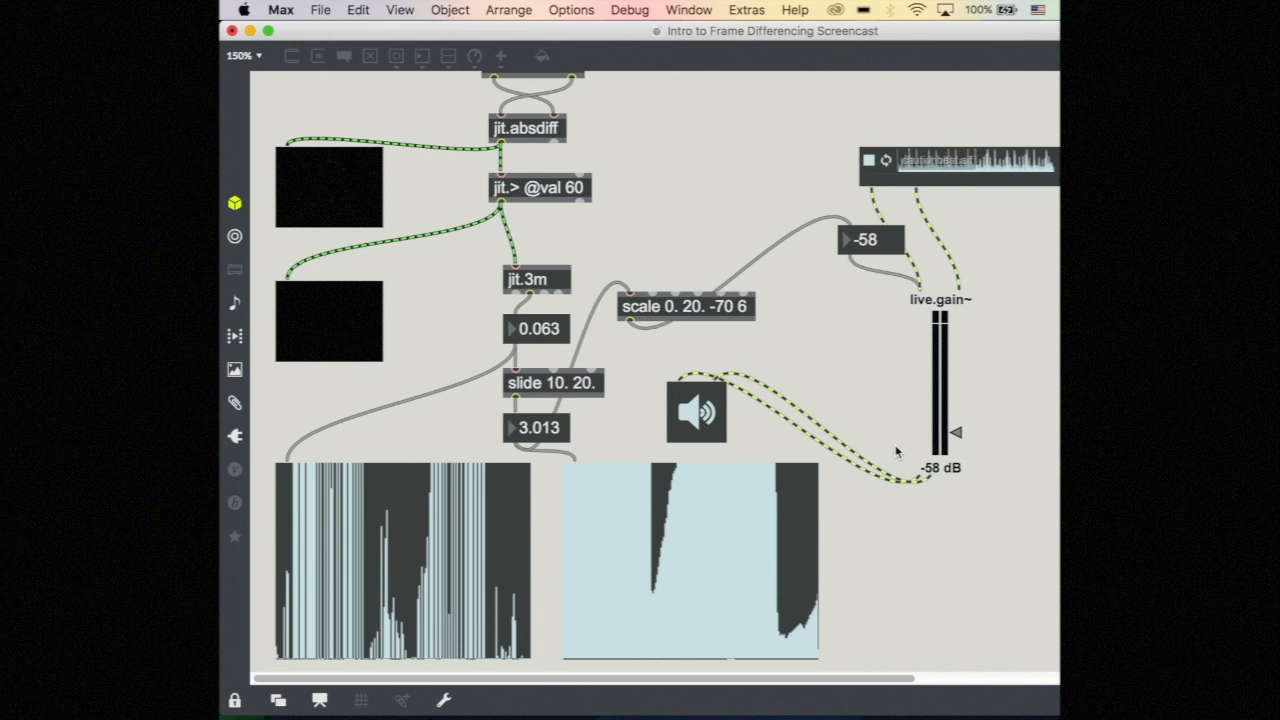 Max File Edit View Object Arrange Options Debug Window Extras Help 100%
Intro to Frame Differencing Screencast
150%
jit.absdiff
cautionbeat.aif
jit.> @val 60
-58
jit.3m
live.gain~
scale 0. 20. -70 6
0.063
slide 10. 20.
3.013
-58 dB